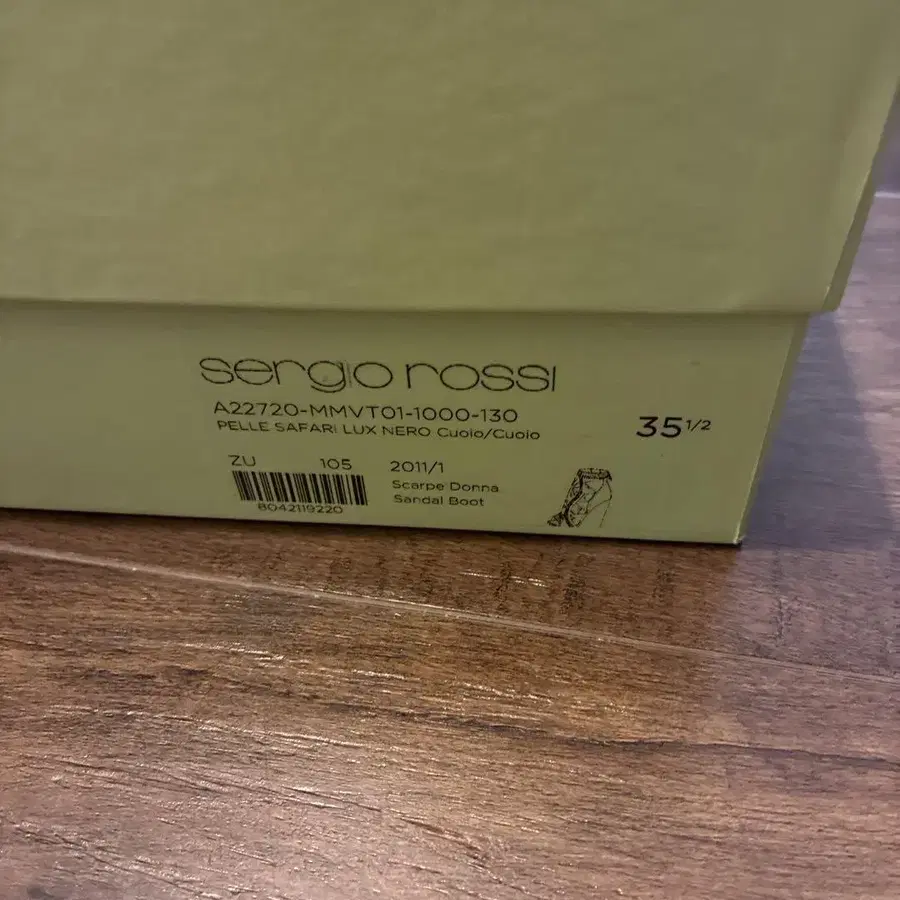 sergio rossi
A22720-MMVT01-1000-130
PELLE SAFARI LUX NERO Cuoio/Cuoio
35 1/2
ZU 105 2011/1
Scarpe Donna
Sandal Boot
8042119220